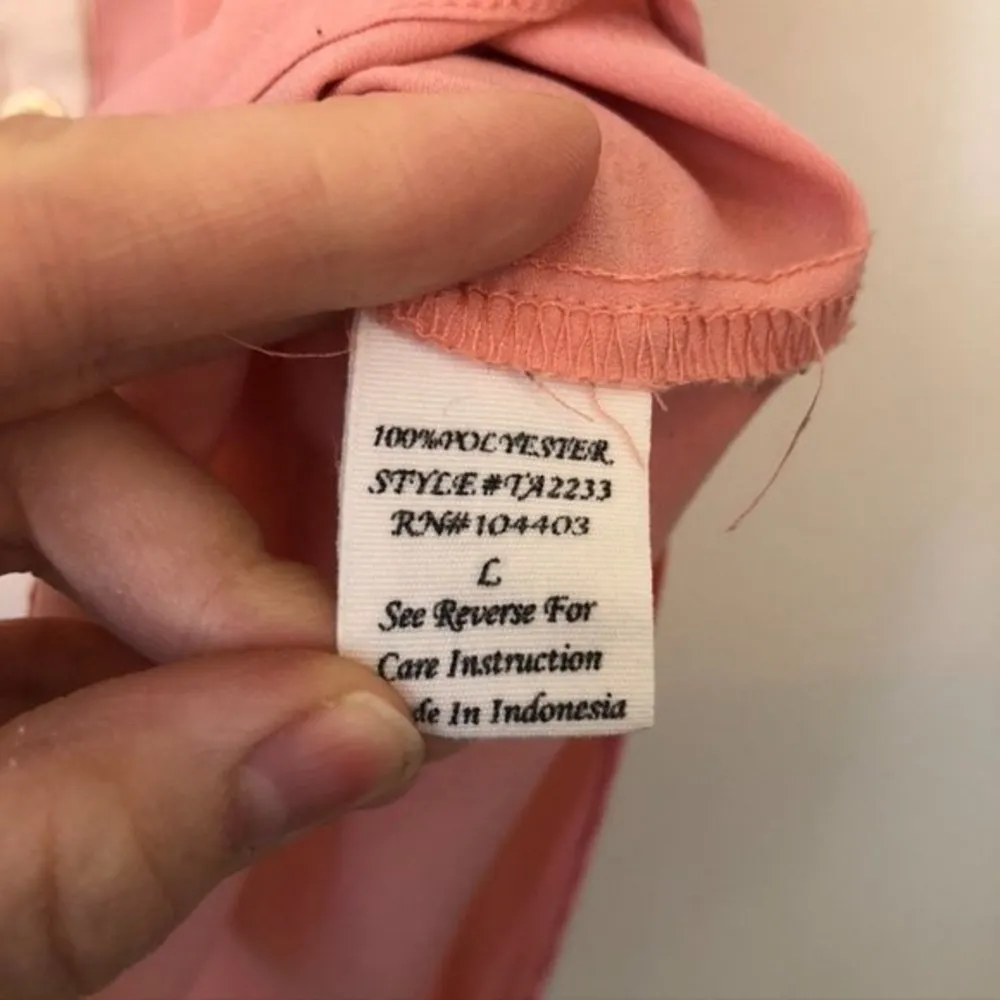 100%POLYESTER
STYLE#TA2233
RN#104403
L
See Reverse For
Care Instruction
de In Indonesia